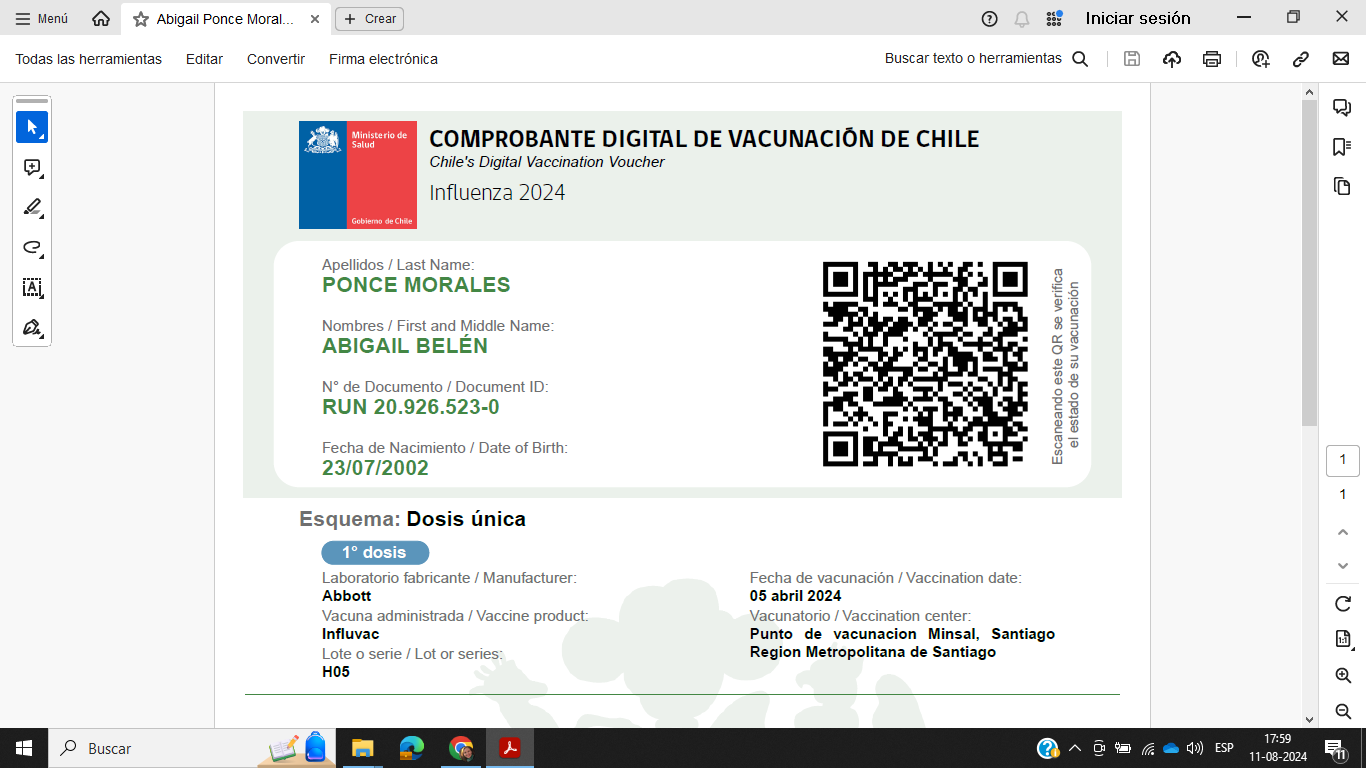 Menú
Abigail Ponce Moral...
Crear
Iniciar sesión
Todas las herramientas
Editar
Convertir
Firma electrónica
Buscar texto o herramientas
Ministerio de
Salud
Gobierno de Chile
COMPROBANTE DIGITAL DE VACUNACIÓN DE CHILE
Chile's Digital Vaccination Voucher
Influenza 2024
Apellidos / Last Name:
PONCE MORALES
Nombres / First and Middle Name:
ABIGAIL BELÉN
N° de Documento / Document ID:
RUN 20.926.523-0
Fecha de Nacimiento / Date of Birth:
23/07/2002
Escaneando este QR se verifica
el estado de su vacunación
Esquema: Dosis única
1° dosis
Laboratorio fabricante / Manufacturer:
Abbott
Vacuna administrada / Vaccine product:
Influvac
Lote o serie / Lot or series:
H05
Fecha de vacunación / Vaccination date:
05 abril 2024
Vacunatorio / Vaccination center:
Punto de vacunacion Minsal, Santiago
Region Metropolitana de Santiago
1
1
1:1
Buscar
ESP
17:59
11-08-2024
11